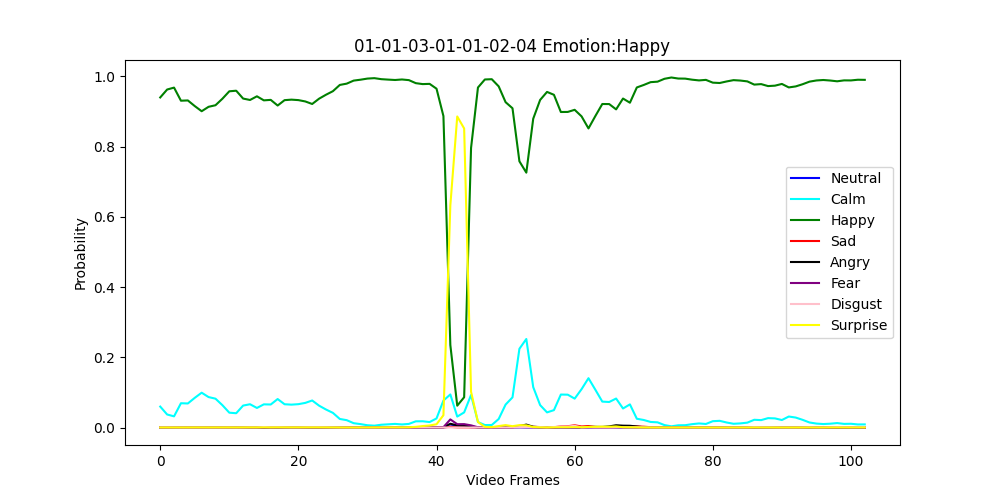 01-01-03-01-01-02-04 Emotion:Happy
1.0
0.8
0.6
0.4
0.2
0.0
Probability
0
20
40
60
80
100
Video Frames
Neutral
Calm
Happy
Sad
Angry
Fear
Disgust
Surprise